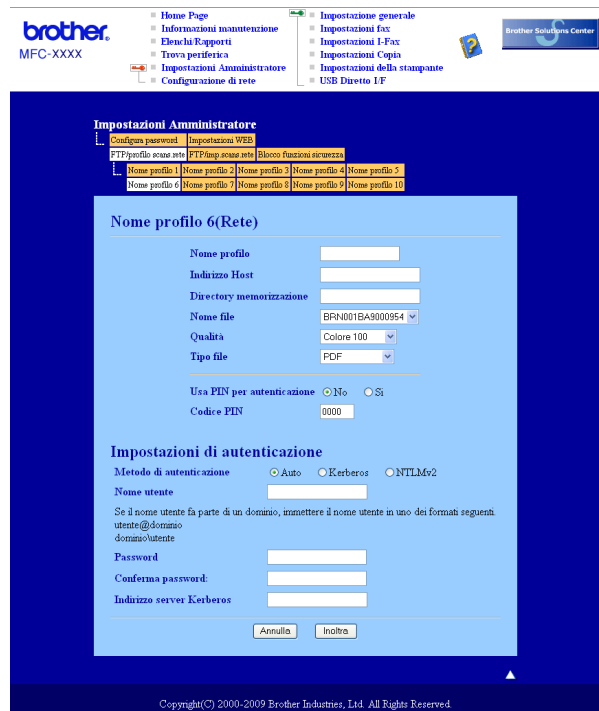 brother.
MFC-XXXX
Home Page
Informazioni manutenzione
Elenchi/Rapporti
Trova periferica
Impostazioni Amministratore
Configurazione di rete
Impostazione generale
Impostazioni fax
Impostazioni I-Fax
Impostazioni Copia
Impostazioni della stampante
USB Diretto I/F
Brother Solutions Center
Impostazioni Amministratore
Configura password Impostazioni WEB
FTP/profilo scans.rete FTP/imp.scans.rete Blocco funzioni sicurezza
Nome profilo 1 Nome profilo 2 Nome profilo 3 Nome profilo 4 Nome profilo 5
Nome profilo 6 Nome profilo 7 Nome profilo 8 Nome profilo 9 Nome profilo 10
Nome profilo 6(Rete)
Nome profilo
Indirizzo Host
Directory memorizzazione
Nome file BRN001BA9000954
Qualità Colore 100
Tipo file PDF
Usa PIN per autenticazione No Si
Codice PIN 0000
Impostazioni di autenticazione
Metodo di autenticazione Auto Kerberos NTLMv2
Nome utente
Se il nome utente fa parte di un dominio, immettere il nome utente in uno dei formati seguenti.
utente@dominio
dominio\utente
Password
Conferma password:
Indirizzo server Kerberos
Annulla Inoltra
Copyright(C) 2000-2009 Brother Industries, Ltd. All Rights Reserved.